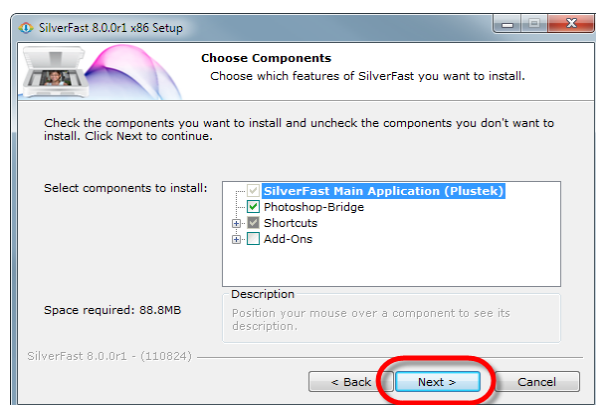 SilverFast 8.0.0r1 x86 Setup
Choose Components
Choose which features of SilverFast you want to install.
Check the components you want to install and uncheck the components you don't want to
install. Click Next to continue.
Select components to install:
SilverFast Main Application (Plustek)
Photoshop-Bridge
Shortcuts
Add-Ons
Space required: 88.8MB
Description
Position your mouse over a component to see its
description.
SilverFast 8.0.0r1 - (110824)
< Back
Next >
Cancel